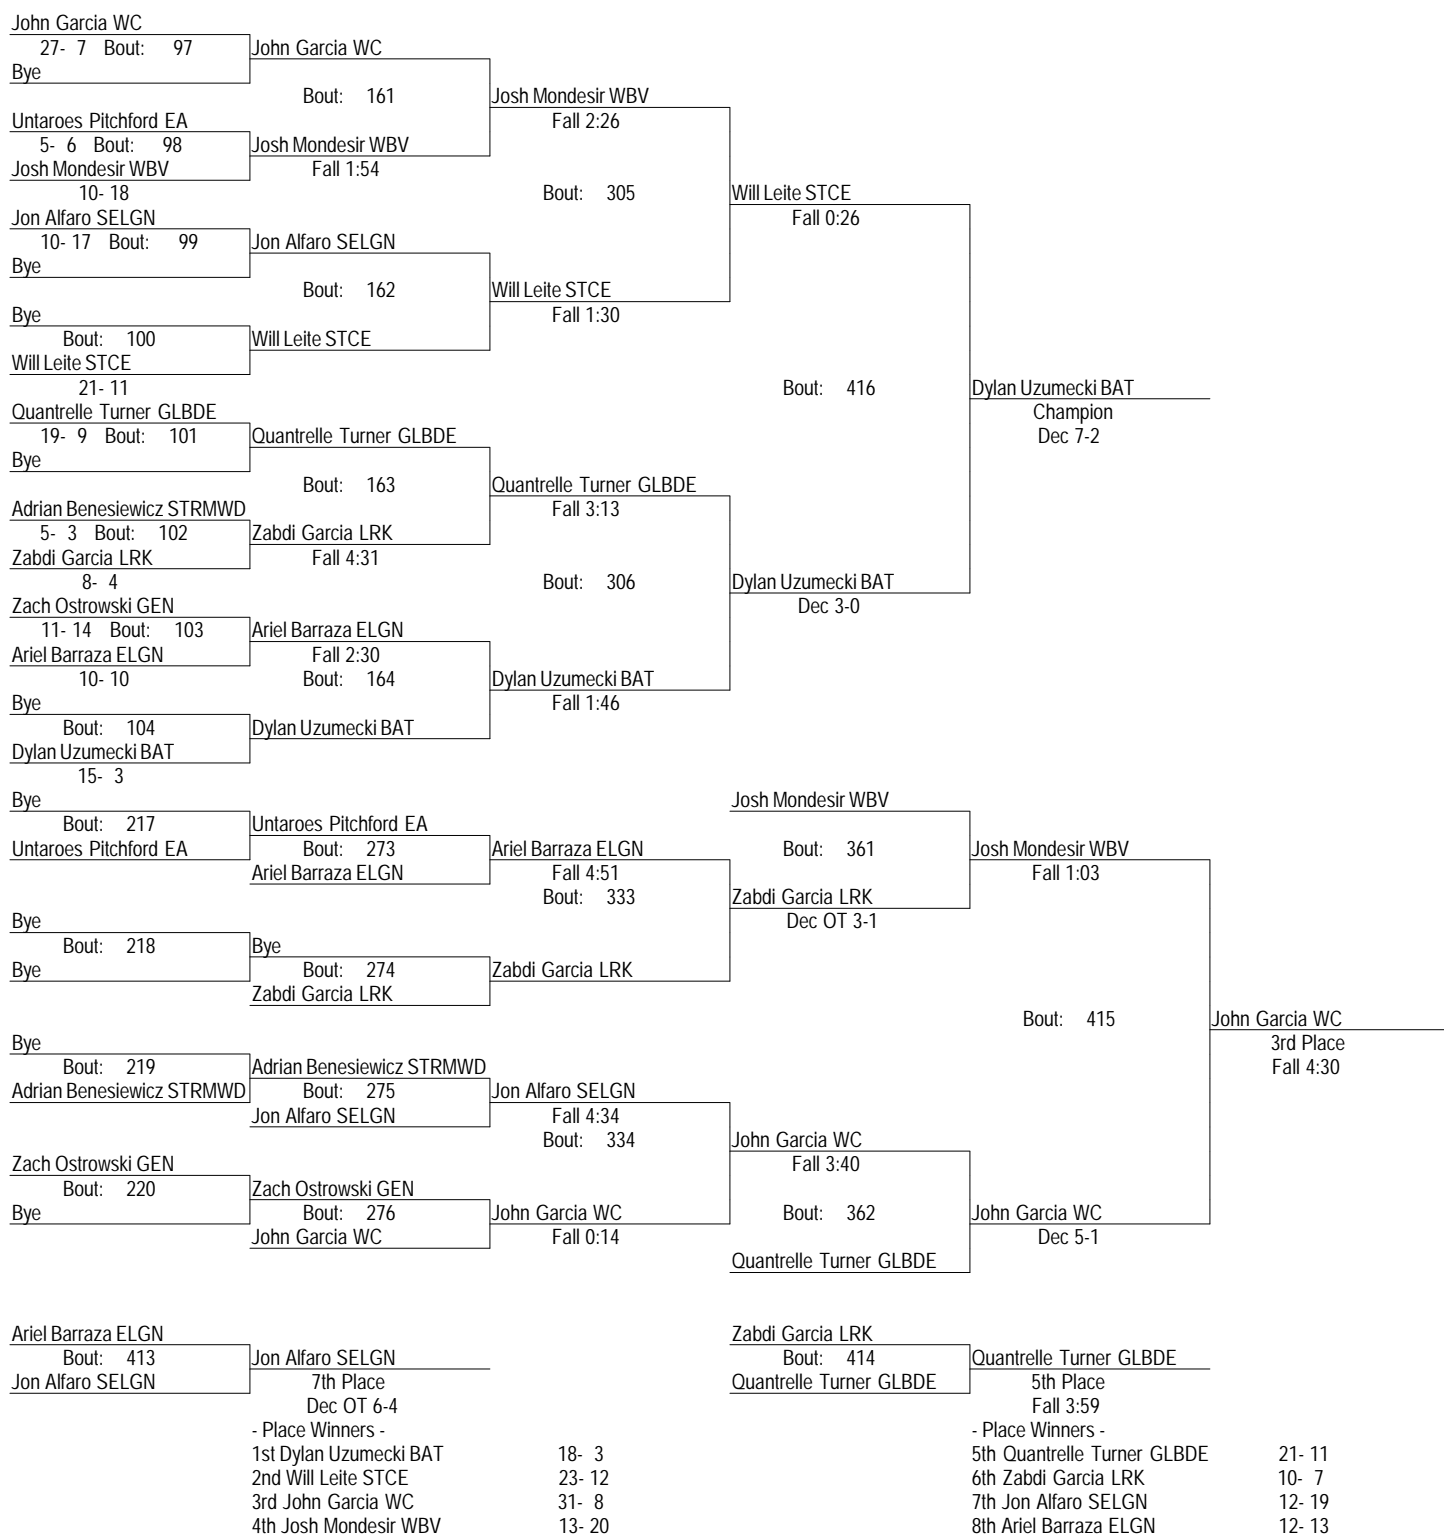 John Garcia WC
27- 7 Bout: 97 John Garcia WC
Bye
Bout: 161 Josh Mondesir WBV
Untaroes Pitchford EA Fall 2:26
5- 6 Bout: 98 Josh Mondesir WBV
Josh Mondesir WBV Fall 1:54
10- 18 Bout: 305 Will Leite STCE
Jon Alfaro SELGN Fall 0:26
10- 17 Bout: 99 Jon Alfaro SELGN
Bye
Bout: 162 Will Leite STCE
Bye Fall 1:30
Bout: 100 Will Leite STCE
Will Leite STCE
21- 11 Bout: 416 Dylan Uzumecki BAT
Quantrelle Turner GLBDE Champion
19- 9 Bout: 101 Quantrelle Turner GLBDE Dec 7-2
Bye
Bout: 163 Quantrelle Turner GLBDE
Adrian Benesiewicz STRMWD Fall 3:13
5- 3 Bout: 102 Zabdi Garcia LRK
Zabdi Garcia LRK Fall 4:31
8- 4 Bout: 306 Dylan Uzumecki BAT
Zach Ostrowski GEN Dec 3-0
11- 14 Bout: 103 Ariel Barraza ELGN
Ariel Barraza ELGN Fall 2:30
10- 10 Bout: 164 Dylan Uzumecki BAT
Bye Fall 1:46
Bout: 104 Dylan Uzumecki BAT
Dylan Uzumecki BAT
15- 3
Bye Josh Mondesir WBV
Bout: 217 Untaroes Pitchford EA
Untaroes Pitchford EA Bout: 273 Ariel Barraza ELGN Bout: 361 Josh Mondesir WBV
Ariel Barraza ELGN Fall 4:51 Fall 1:03
Bout: 333 Zabdi Garcia LRK
Bye Dec OT 3-1
Bout: 218 Bye
Bye Bout: 274 Zabdi Garcia LRK
Zabdi Garcia LRK
Bout: 415 John Garcia WC
Bye 3rd Place
Bout: 219 Adrian Benesiewicz STRMWD Fall 4:30
Adrian Benesiewicz STRMWD Bout: 275 Jon Alfaro SELGN
Jon Alfaro SELGN Fall 4:34
Bout: 334 John Garcia WC
Zach Ostrowski GEN Fall 3:40
Bout: 220 Zach Ostrowski GEN
Bye Bout: 276 John Garcia WC Bout: 362 John Garcia WC
John Garcia WC Fall 0:14 Dec 5-1
Quantrelle Turner GLBDE
Ariel Barraza ELGN Zabdi Garcia LRK
Bout: 413 Jon Alfaro SELGN Bout: 414 Quantrelle Turner GLBDE
Jon Alfaro SELGN 7th Place Quantrelle Turner GLBDE 5th Place
Dec OT 6-4 Fall 3:59
- Place Winners - - Place Winners -
1st Dylan Uzumecki BAT 18- 3 5th Quantrelle Turner GLBDE 21- 11
2nd Will Leite STCE 23- 12 6th Zabdi Garcia LRK 10- 7
3rd John Garcia WC 31- 8 7th Jon Alfaro SELGN 12- 19
4th Josh Mondesir WBV 13- 20 8th Ariel Barraza ELGN 12- 13